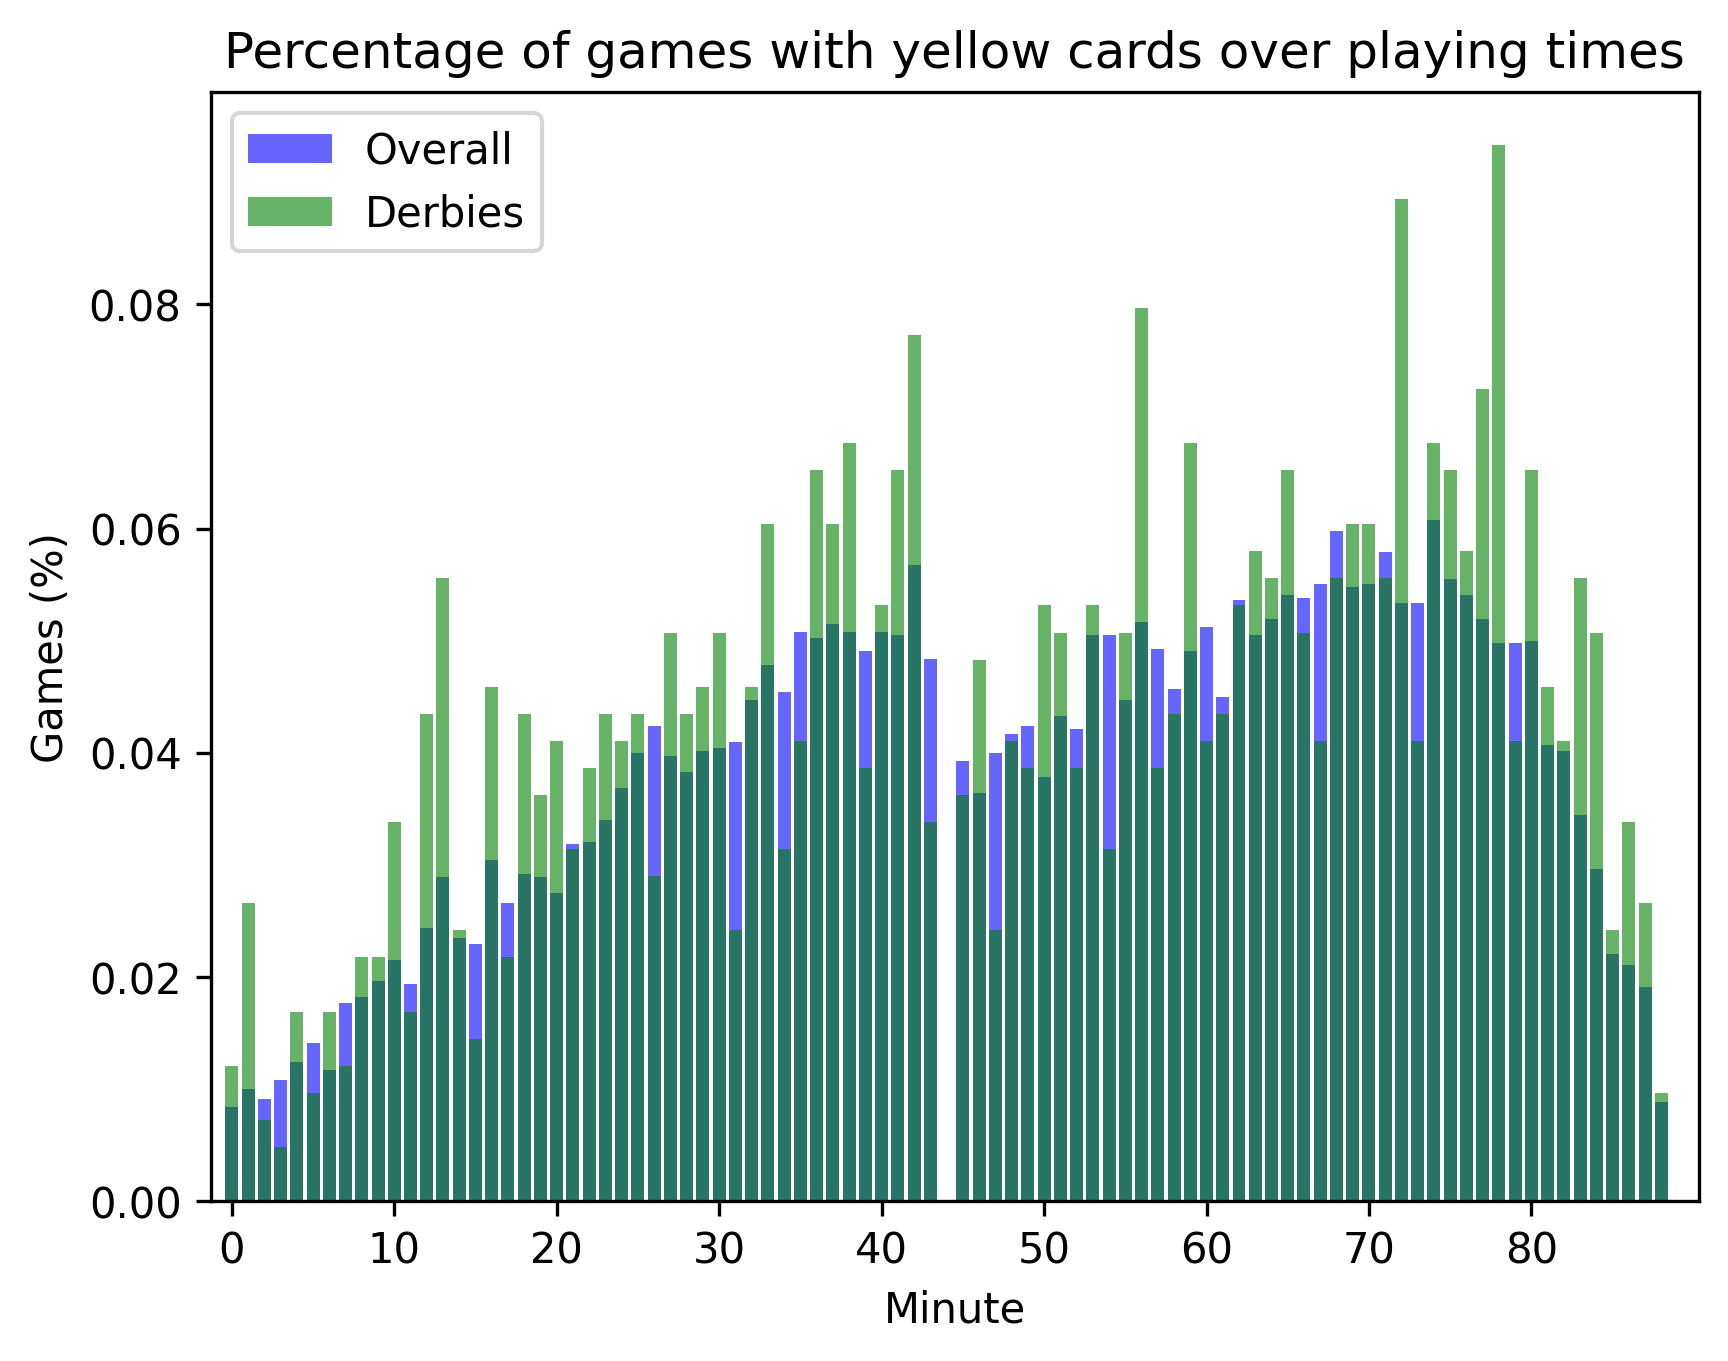 Percentage of games with yellow cards over playing times
Overall
Derbies
0.08
0.06
0.04
0.02
0.00
Games (%)
0 10 20 30 40 50 60 70 80
Minute